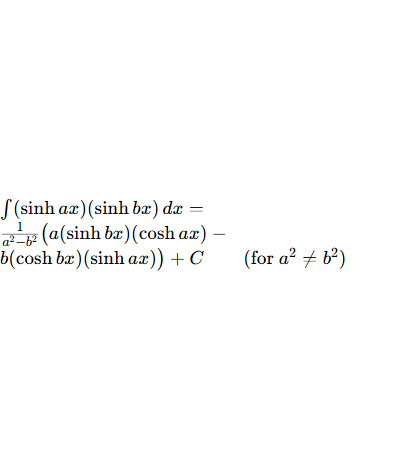 ∫(sinh ax)(sinh bx) dx =
1/(a²−b²) (a(sinh bx)(cosh ax) −
b(cosh bx)(sinh ax)) + C (for a² ≠ b²)